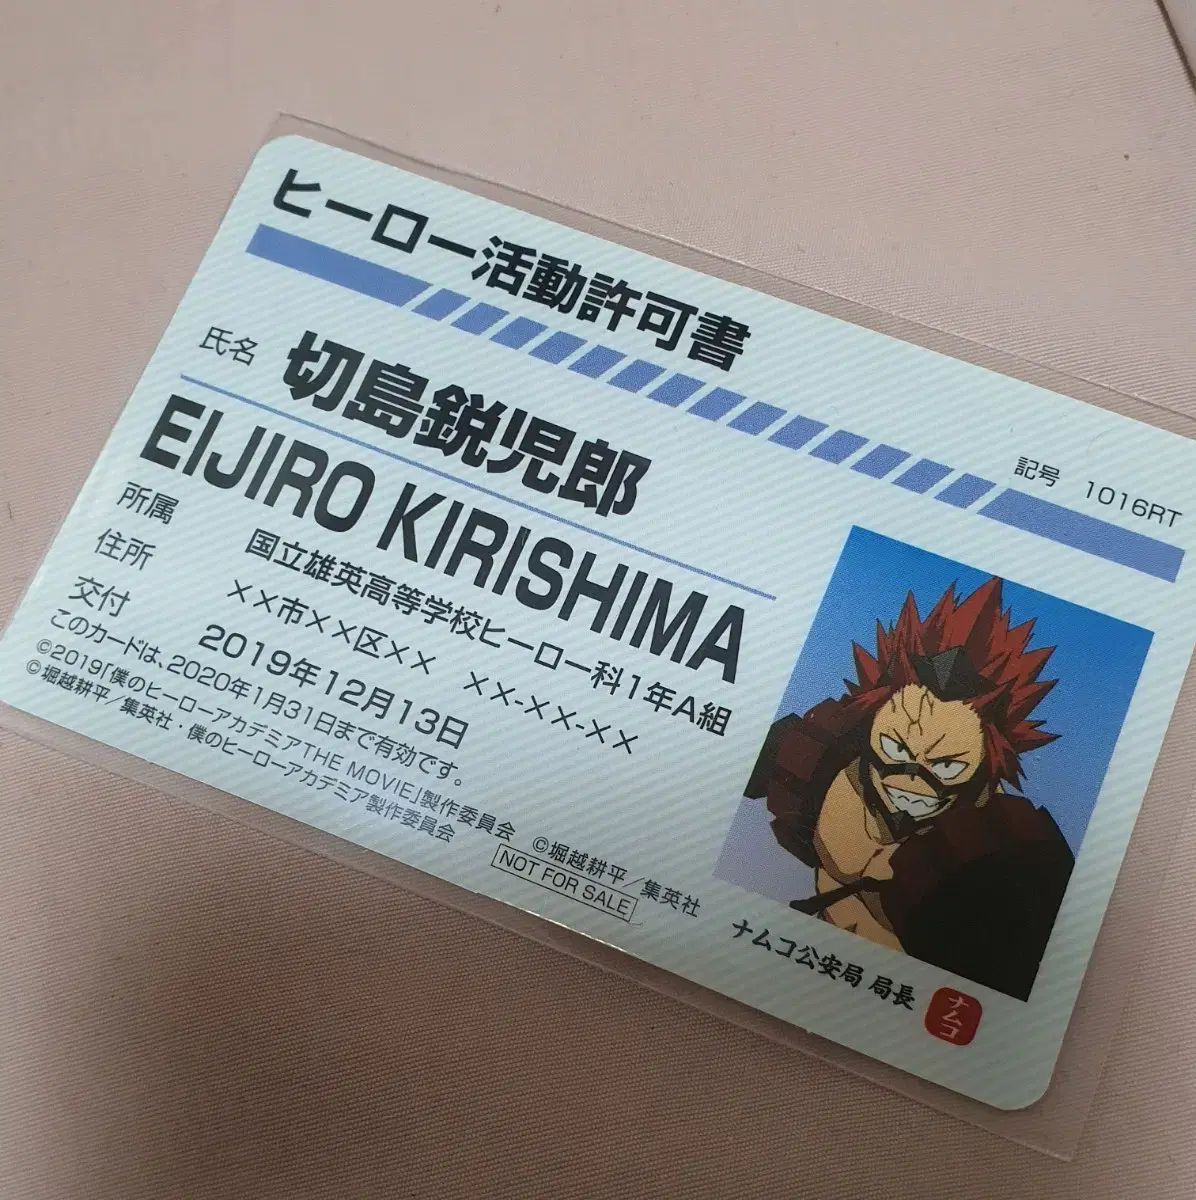 ヒーロー活動許可書
記号 1016RT
氏名 切島鋭児郎
EIJIRO KIRISHIMA
所属 国立雄英高等学校ヒーロー科1年A組
住所 ××市××区×× ××-××-××
交付 2019年12月13日
このカードは、2020年1月31日まで有効です。
©2019「僕のヒーローアカデミアTHE MOVIE」製作委員会 ©堀越耕平/集英社
©堀越耕平/集英社・僕のヒーローアカデミア製作委員会
NOT FOR SALE
ナムコ公安局 局長
ナムコ